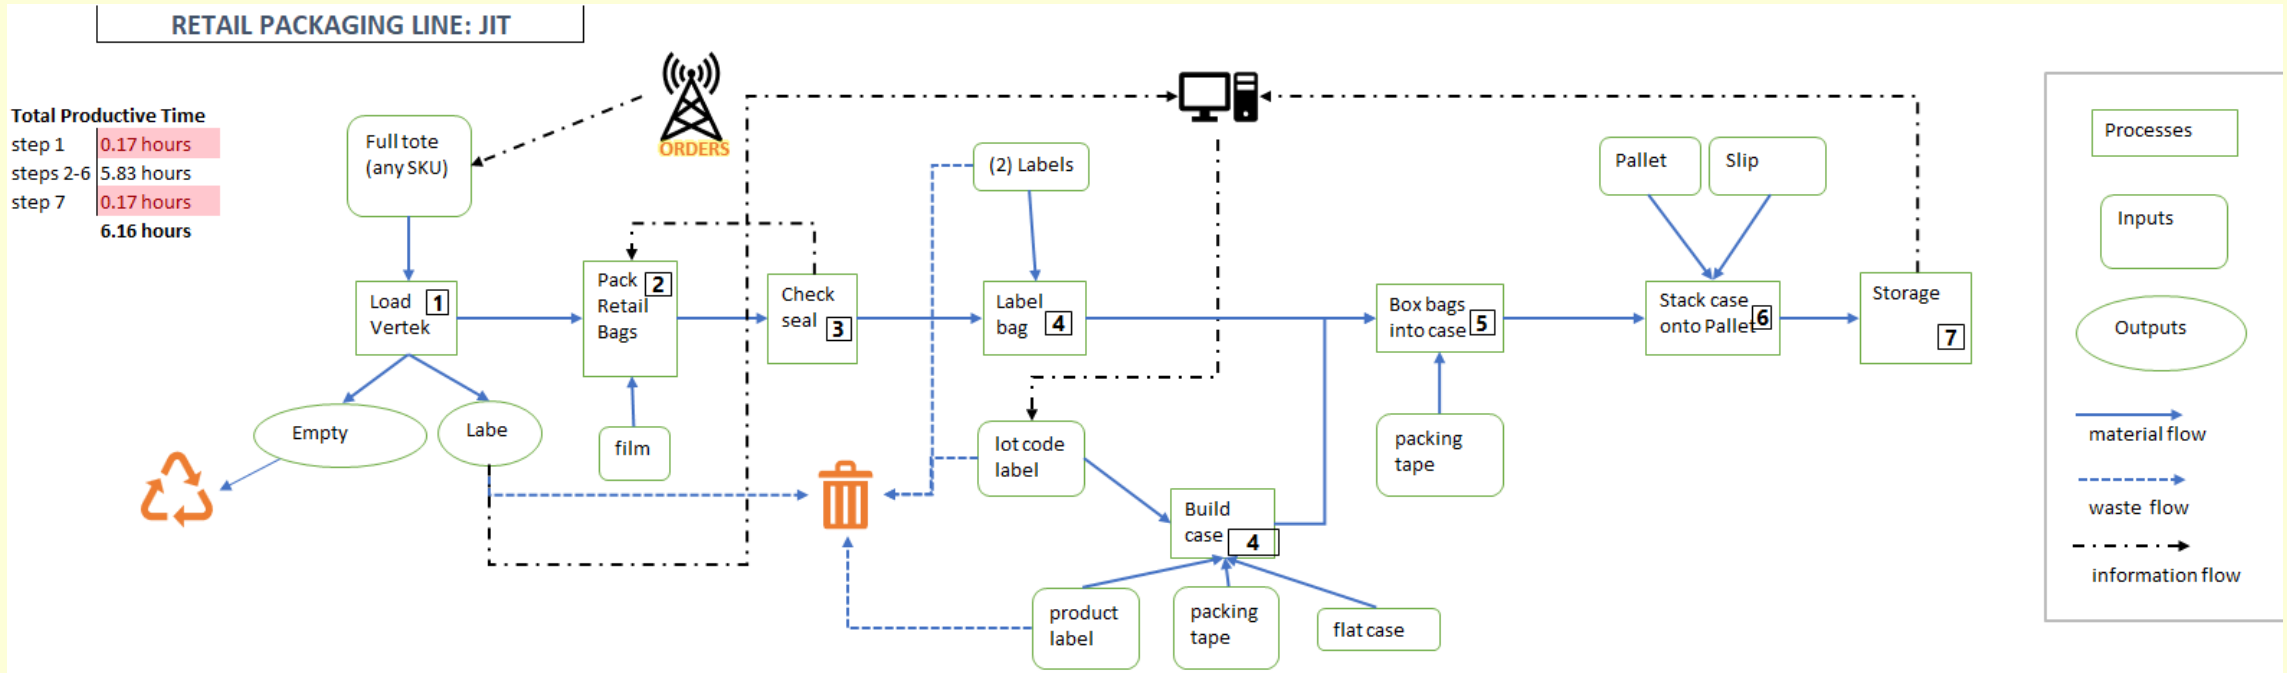 RETAIL PACKAGING LINE: JIT
Total Productive Time
step 1 0.17 hours
steps 2-6 5.83 hours
step 7 0.17 hours
6.16 hours
Full tote
(any SKU)
ORDERS
(2) Labels
Pallet
Slip
Load
Vertek
1
Pack
Retail
Bags
2
Check
seal
3
Label
bag
4
Box bags
into case
5
Stack case
onto Pallet
6
Storage
7
Empty
Labe
film
lot code
label
packing
tape
Build
case
4
product
label
packing
tape
flat case
Processes
Inputs
Outputs
material flow
waste flow
information flow